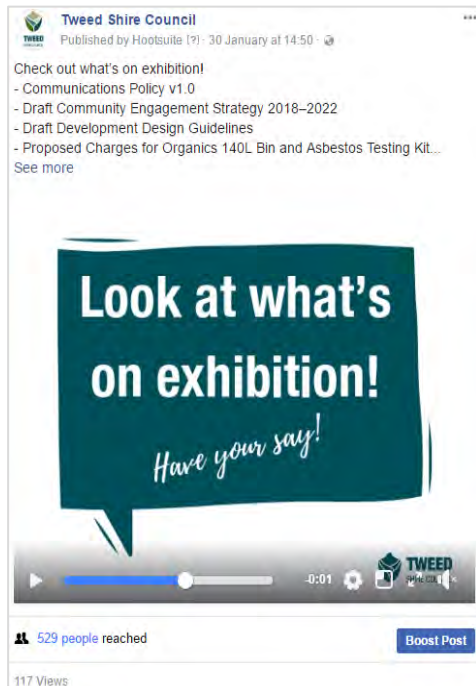 Tweed Shire Council
Published by Hootsuite [?] · 30 January at 14:50 ·
TWEED
Check out what's on exhibition!
- Communications Policy v1.0
- Draft Community Engagement Strategy 2018–2022
- Draft Development Design Guidelines
- Proposed Charges for Organics 140L Bin and Asbestos Testing Kit...
See more
Look at what's
on exhibition!
Have your say!
-0:01
TWEED
529 people reached
Boost Post
117 Views